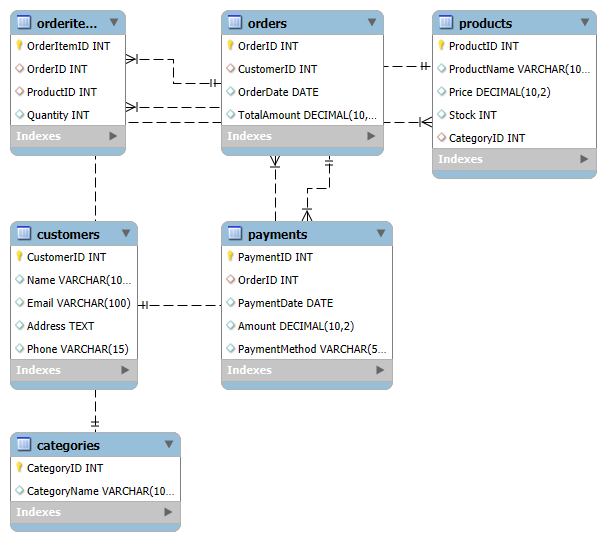 orderite...
OrderItemID INT
OrderID INT
ProductID INT
Quantity INT
Indexes
orders
OrderID INT
CustomerID INT
OrderDate DATE
TotalAmount DECIMAL(10,...
Indexes
products
ProductID INT
ProductName VARCHAR(10...
Price DECIMAL(10,2)
Stock INT
CategoryID INT
Indexes
customers
CustomerID INT
Name VARCHAR(10...
Email VARCHAR(100)
Address TEXT
Phone VARCHAR(15)
Indexes
payments
PaymentID INT
OrderID INT
PaymentDate DATE
Amount DECIMAL(10,2)
PaymentMethod VARCHAR(5...
Indexes
categories
CategoryID INT
CategoryName VARCHAR(10...
Indexes